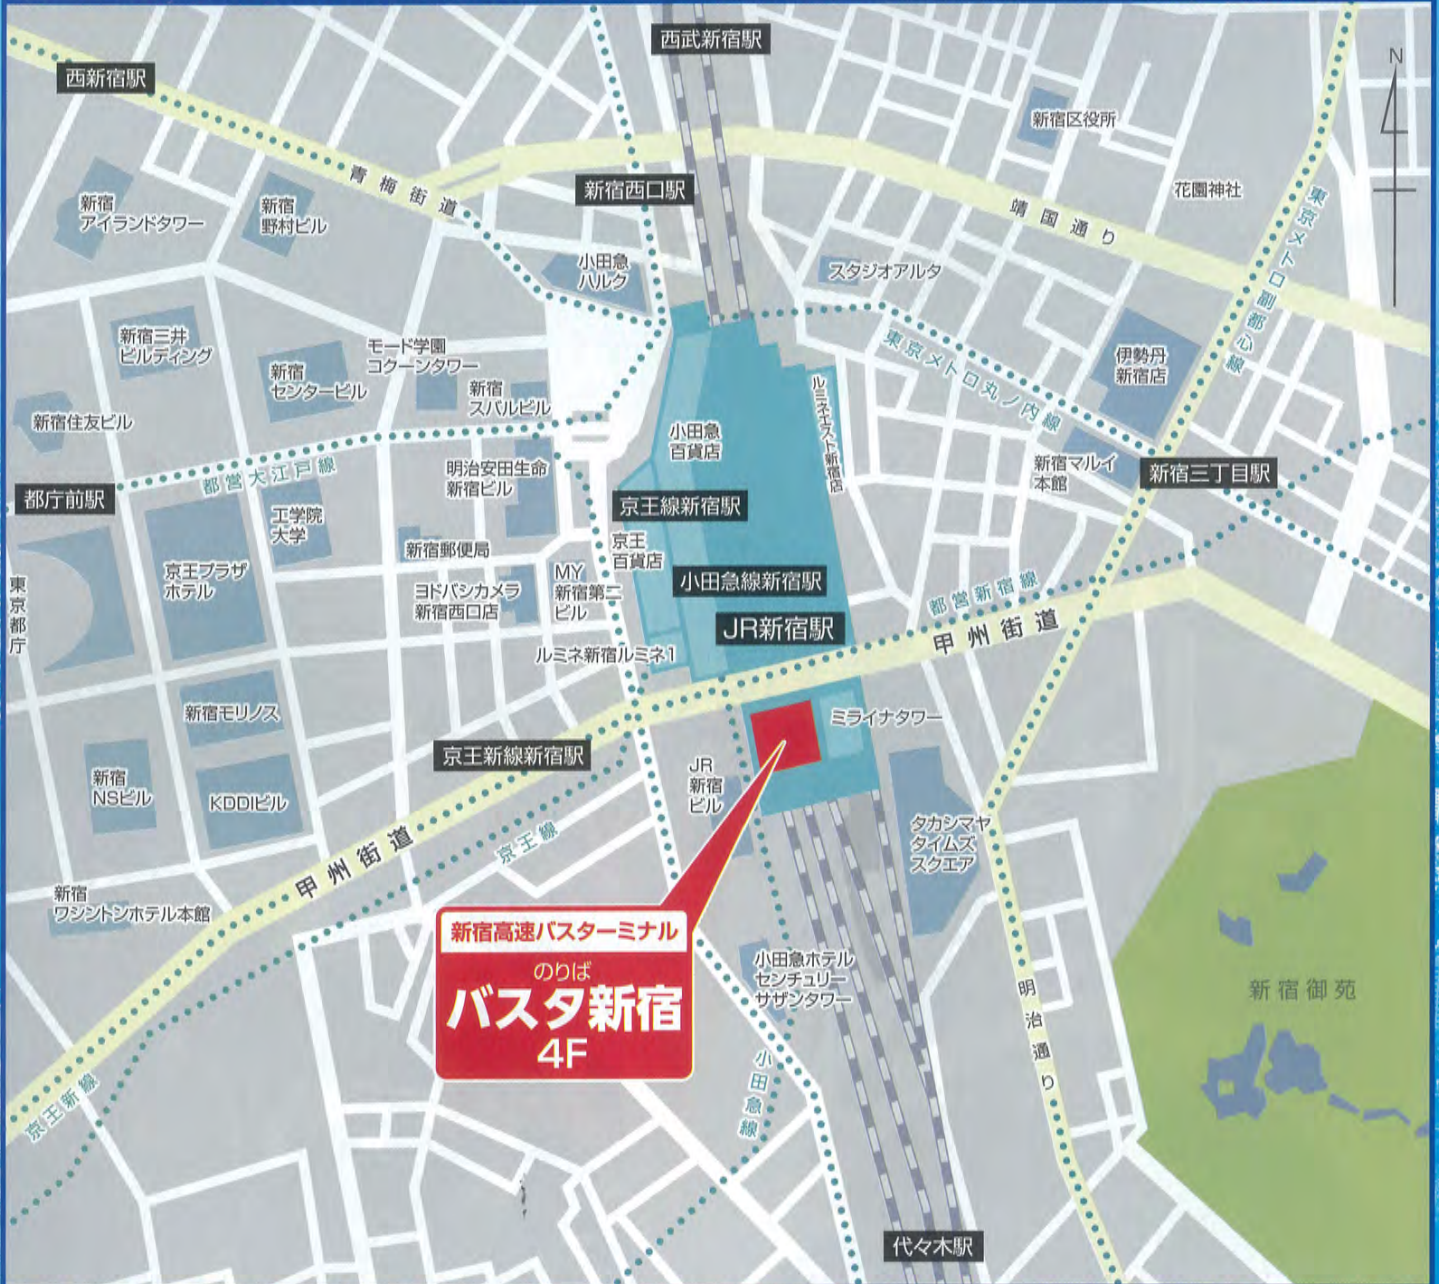 西武新宿駅
西新宿駅
N
新宿区役所
青梅街道
新宿西口駅
花園神社
新宿
アイランドタワー
新宿
野村ビル
靖国通り
東京メトロ副都心線
小田急
ハルク
スタジオアルタ
新宿三井
ビルディング
モード学園
コクーンタワー
新宿
センタービル
新宿
スバルビル
東京メトロ丸ノ内線
伊勢丹
新宿店
新宿住友ビル
小田急
百貨店
ルミネエスト新宿店
都営大江戸線
明治安田生命
新宿ビル
新宿マルイ
本館
新宿三丁目駅
都庁前駅
京王線新宿駅
工学院
大学
新宿郵便局
京王
百貨店
東京都庁
京王プラザ
ホテル
ヨドバシカメラ
新宿西口店
MY
新宿第二
ビル
小田急線新宿駅
都営新宿線
JR新宿駅
甲州街道
ルミネ新宿ルミネ1
新宿モリノス
ミライナタワー
京王新線新宿駅
JR
新宿
ビル
新宿
NSビル
KDDIビル
タカシマヤ
タイムズ
スクエア
京王線
甲州街道
新宿
ワシントンホテル本館
新宿高速バスターミナル
のりば
バスタ新宿
4F
小田急ホテル
センチュリー
サザンタワー
新宿御苑
明治通り
京王新線
小田急線
代々木駅